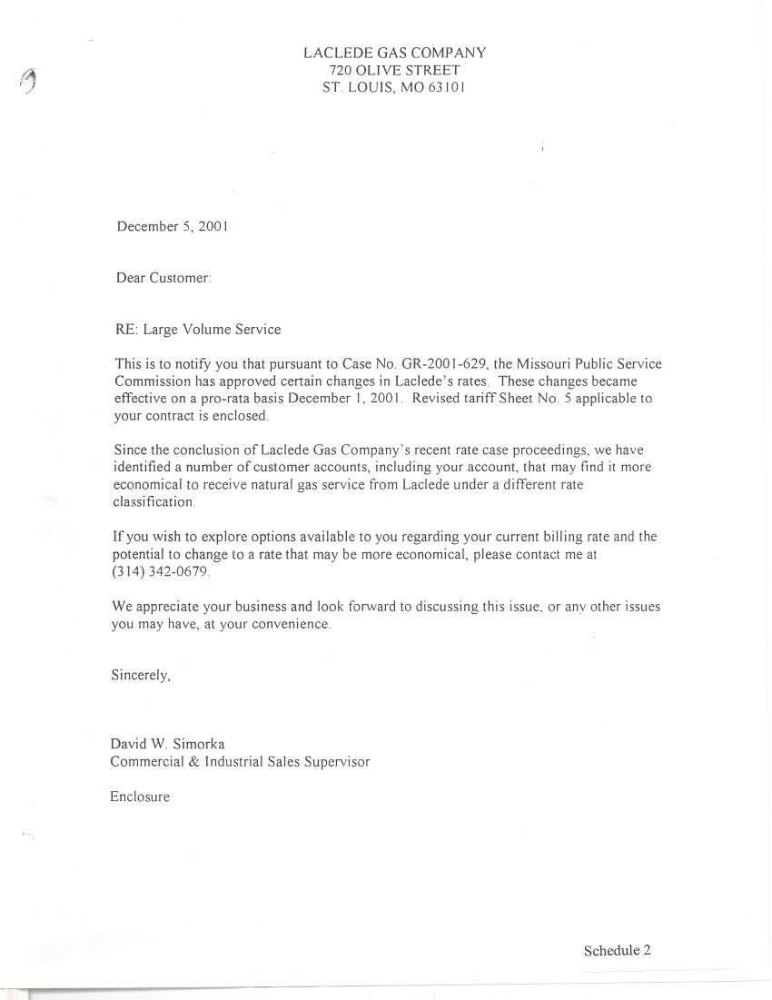 LACLEDE GAS COMPANY
720 OLIVE STREET
ST. LOUIS, MO 63101
December 5, 2001
Dear Customer:
RE: Large Volume Service
This is to notify you that pursuant to Case No. GR-2001-629, the Missouri Public Service
Commission has approved certain changes in Laclede's rates. These changes became
effective on a pro-rata basis December 1, 2001. Revised tariff Sheet No. 5 applicable to
your contract is enclosed.
Since the conclusion of Laclede Gas Company's recent rate case proceedings, we have
identified a number of customer accounts, including your account, that may find it more
economical to receive natural gas service from Laclede under a different rate
classification.
If you wish to explore options available to you regarding your current billing rate and the
potential to change to a rate that may be more economical, please contact me at
(314) 342-0679.
We appreciate your business and look forward to discussing this issue, or any other issues
you may have, at your convenience.
Sincerely,
David W. Simorka
Commercial & Industrial Sales Supervisor
Enclosure
Schedule 2